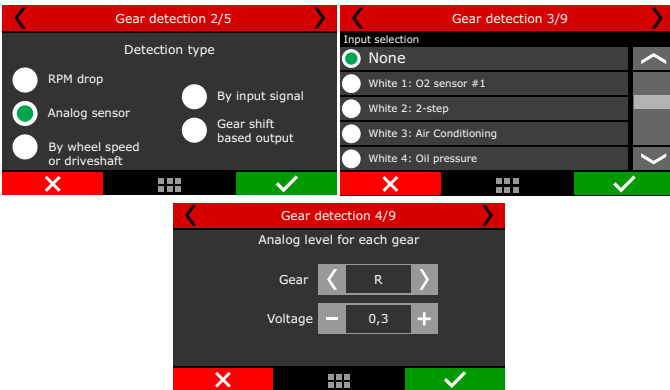 Gear detection 2/5
Detection type
RPM drop
Analog sensor
By wheel speed
or driveshaft
By input signal
Gear shift
based output
Gear detection 3/9
Input selection
None
White 1: O2 sensor #1
White 2: 2-step
White 3: Air Conditioning
White 4: Oil pressure
Gear detection 4/9
Analog level for each gear
Gear R
Voltage 0,3